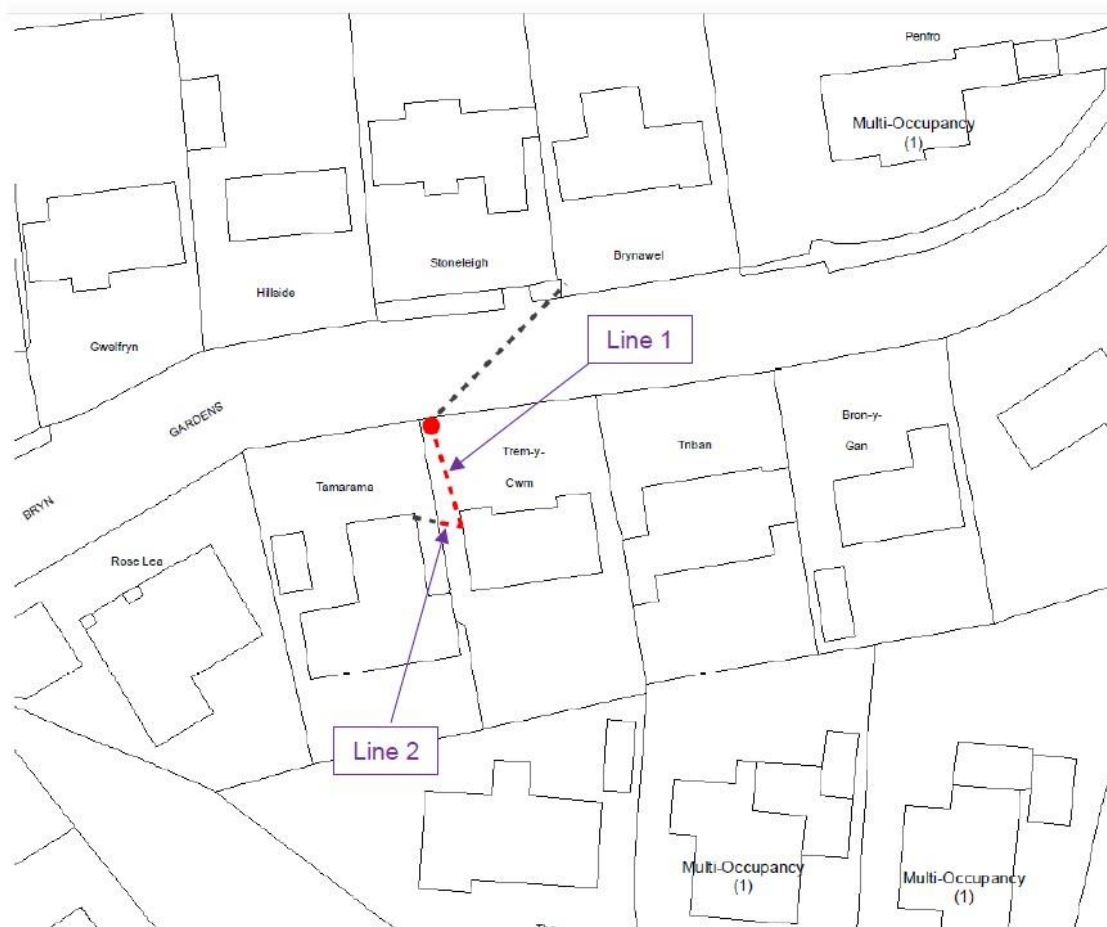 Penfro
Multi-Occupancy
(1)
Brynawel
Stoneleigh
Hillside
Gwelfryn
Line 1
GARDENS
BRYN
Bron-y-
Gan
Trem-y-
Cwm
Triban
Tamarama
Rose Lea
Line 2
Multi-Occupancy
(1)
Multi-Occupancy
(1)